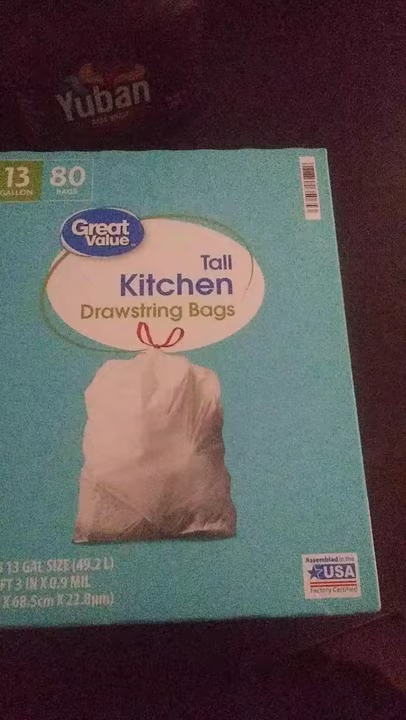 Yuban
13 80
GALLON BAGS
Great
Value
Tall
Kitchen
Drawstring Bags
13 GAL SIZE (49.2 L)
FT 3 IN X 0.9 MIL
X 68.5cm X 22.8µm)
Assembled in the
USA
Factory Certified